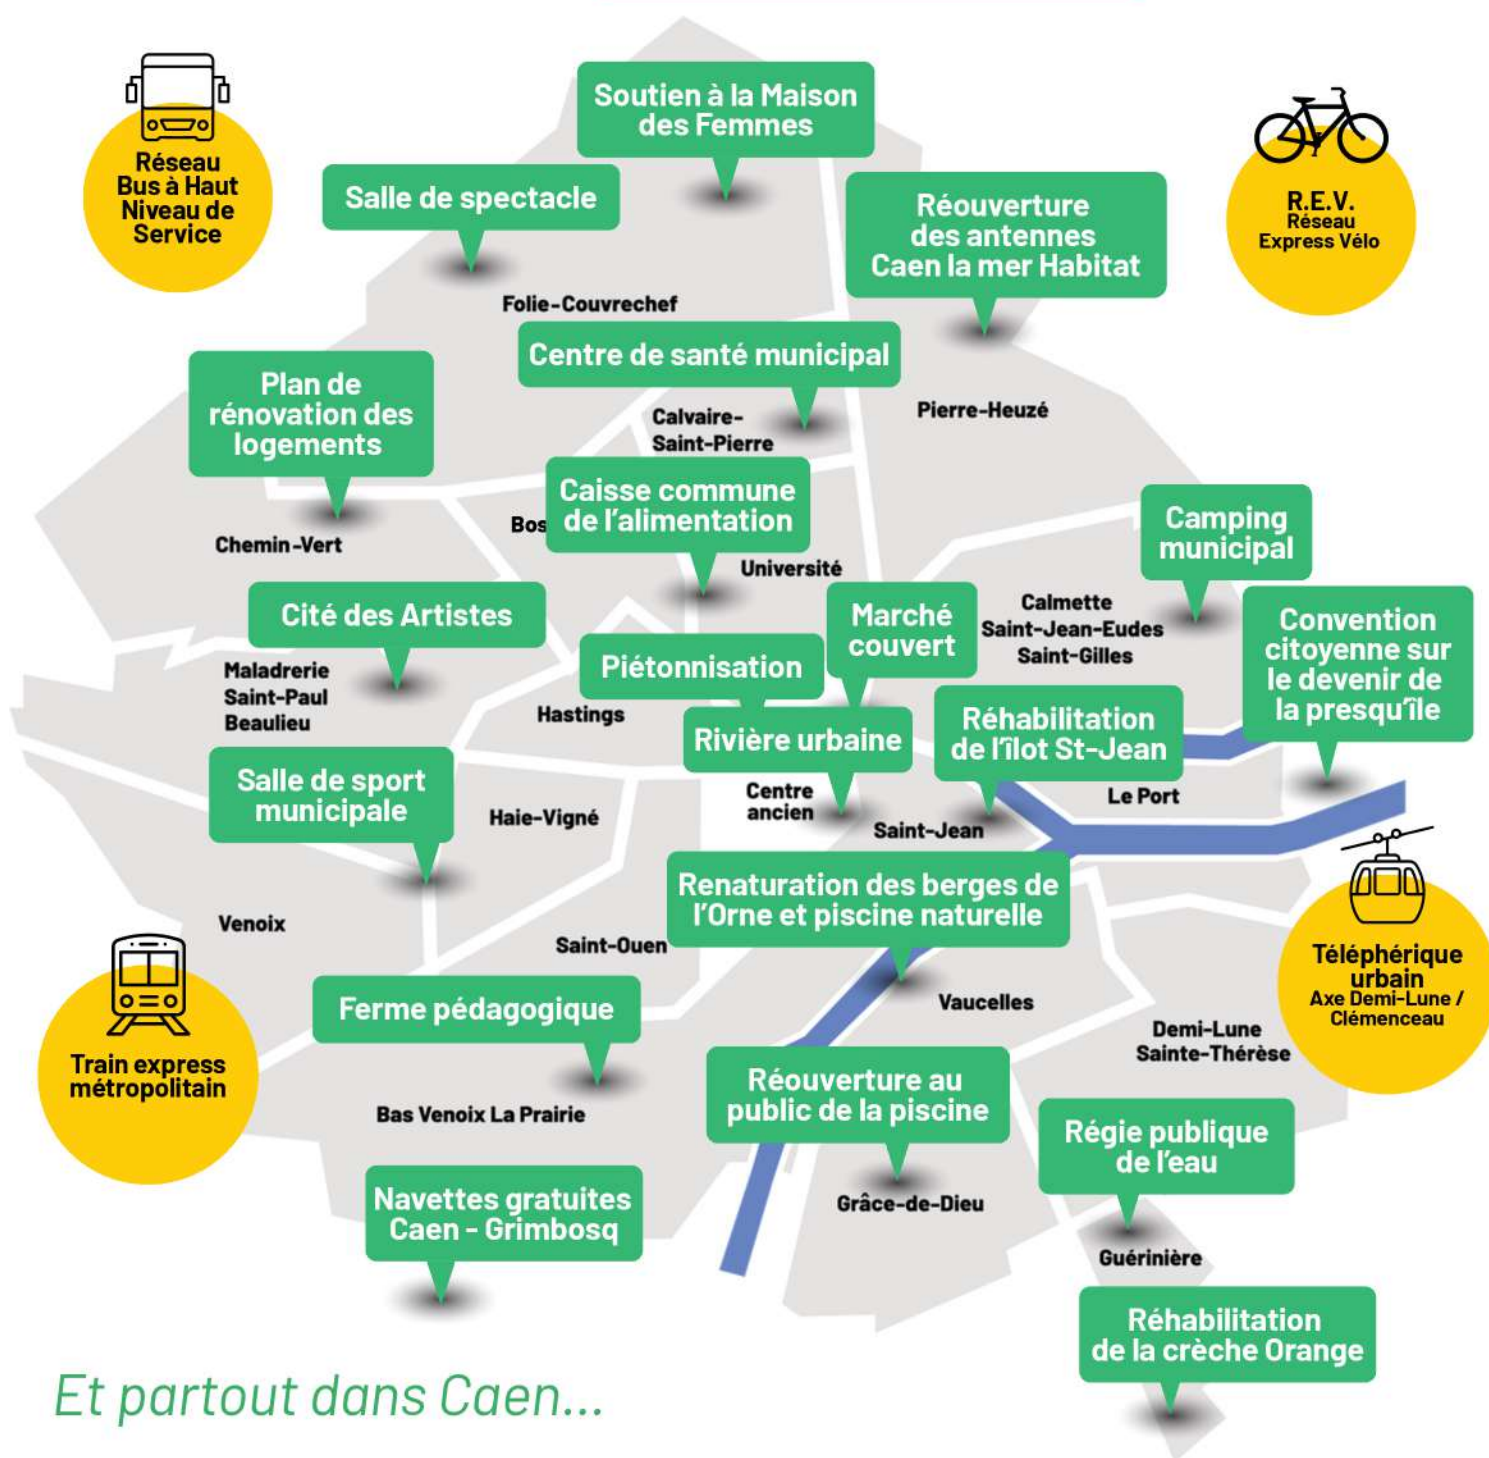 Soutien à la Maison
des Femmes
Réseau
Bus à Haut
Niveau de
Service
R.E.V.
Réseau
Express Vélo
Salle de spectacle
Réouverture
des antennes
Caen la mer Habitat
Folie-Couvrechef
Centre de santé municipal
Plan de
rénovation des
logements
Calvaire-
Saint-Pierre
Pierre-Heuzé
Caisse commune
de l'alimentation
Bos
Camping
municipal
Chemin-Vert
Université
Cité des Artistes
Marché
couvert
Calmette
Saint-Jean-Eudes
Saint-Gilles
Convention
citoyenne sur
le devenir de
la presqu'île
Maladrerie
Saint-Paul
Beaulieu
Piétonnisation
Hastings
Rivière urbaine
Réhabilitation
de l'îlot St-Jean
Salle de sport
municipale
Haie-Vigné
Centre
ancien
Saint-Jean
Le Port
Renaturation des berges de
l'Orne et piscine naturelle
Venoix
Saint-Ouen
Téléphérique
urbain
Axe Demi-Lune /
Clémenceau
Ferme pédagogique
Vaucelles
Demi-Lune
Sainte-Thérèse
Train express
métropolitain
Bas Venoix La Prairie
Réouverture au
public de la piscine
Régie publique
de l'eau
Navettes gratuites
Caen - Grimbosq
Grâce-de-Dieu
Guérinière
Réhabilitation
de la crèche Orange
Et partout dans Caen...